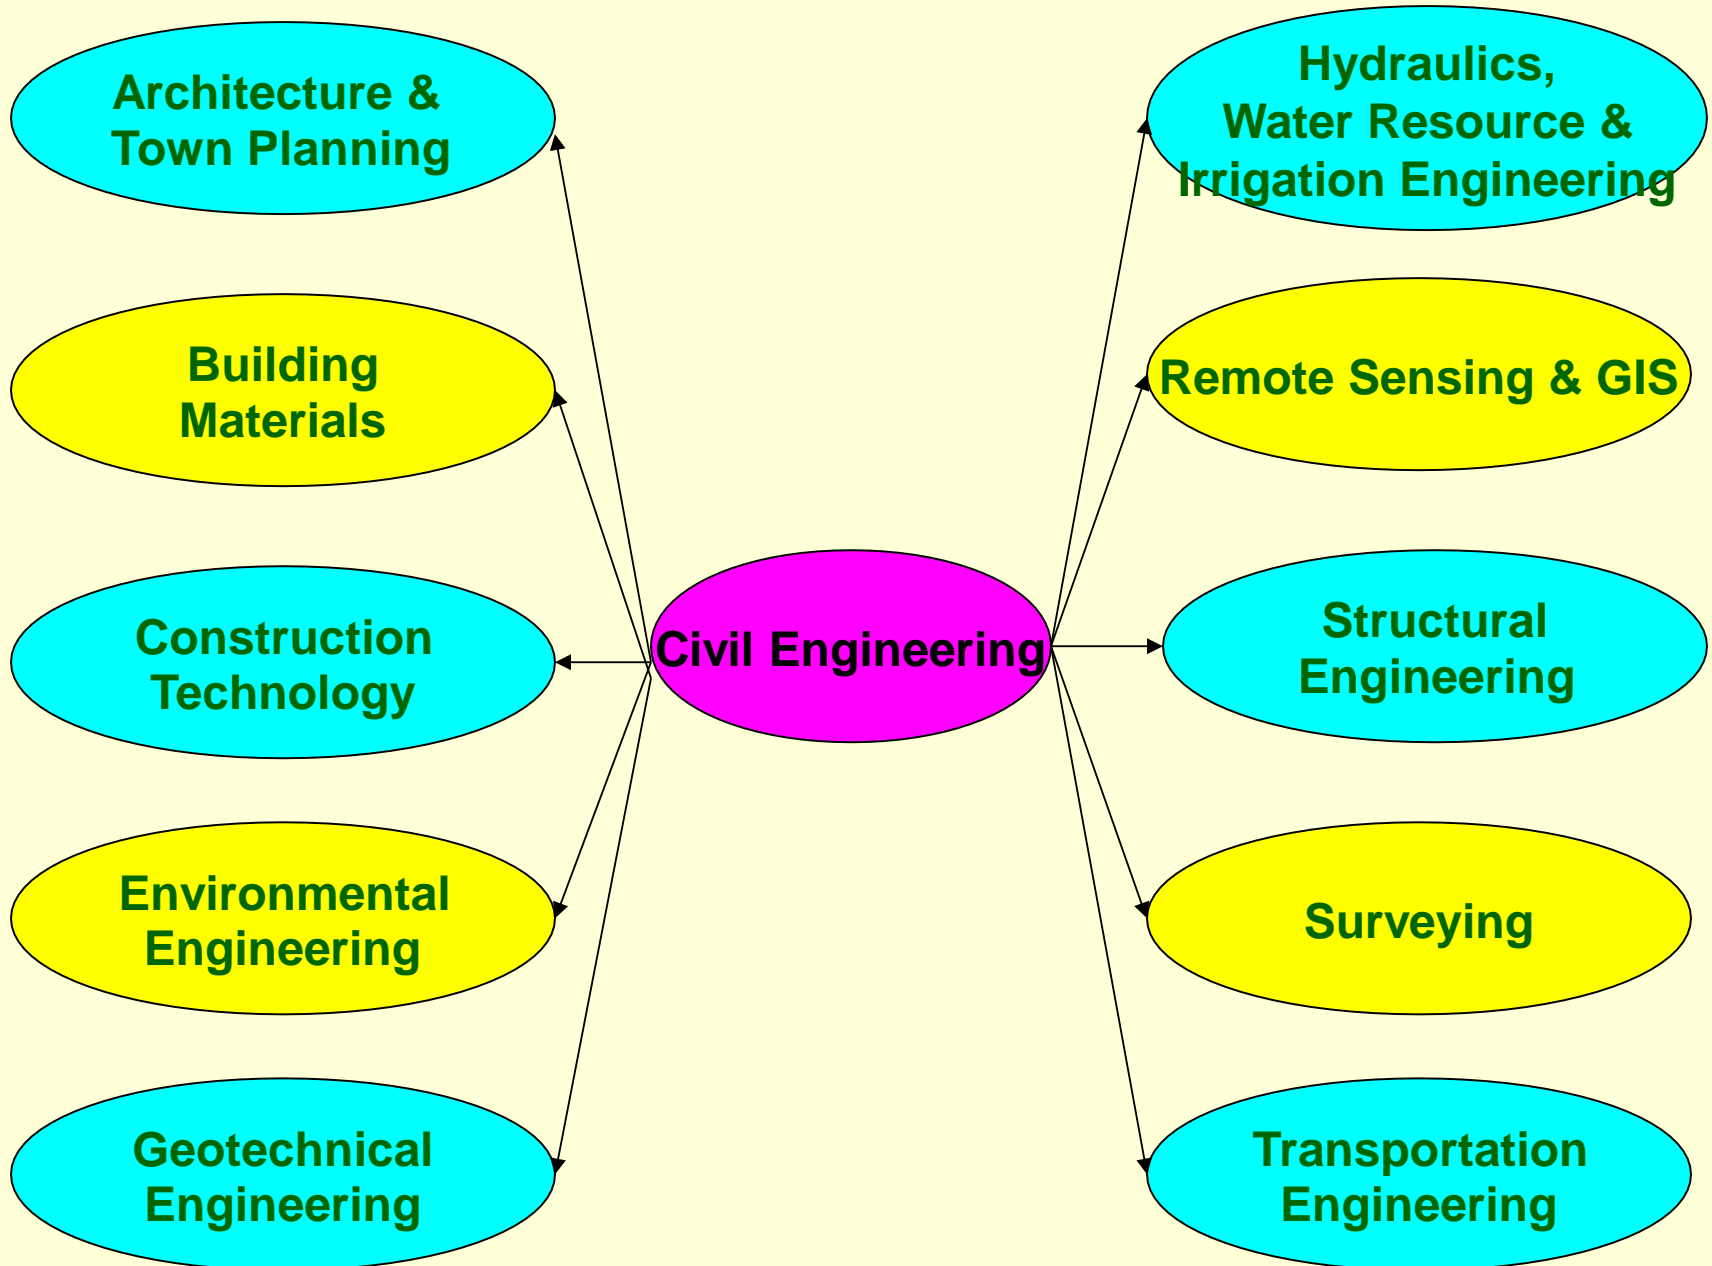 Architecture &
Town Planning
Building
Materials
Construction
Technology
Environmental
Engineering
Geotechnical
Engineering
Civil Engineering
Hydraulics,
Water Resource &
Irrigation Engineering
Remote Sensing & GIS
Structural
Engineering
Surveying
Transportation
Engineering